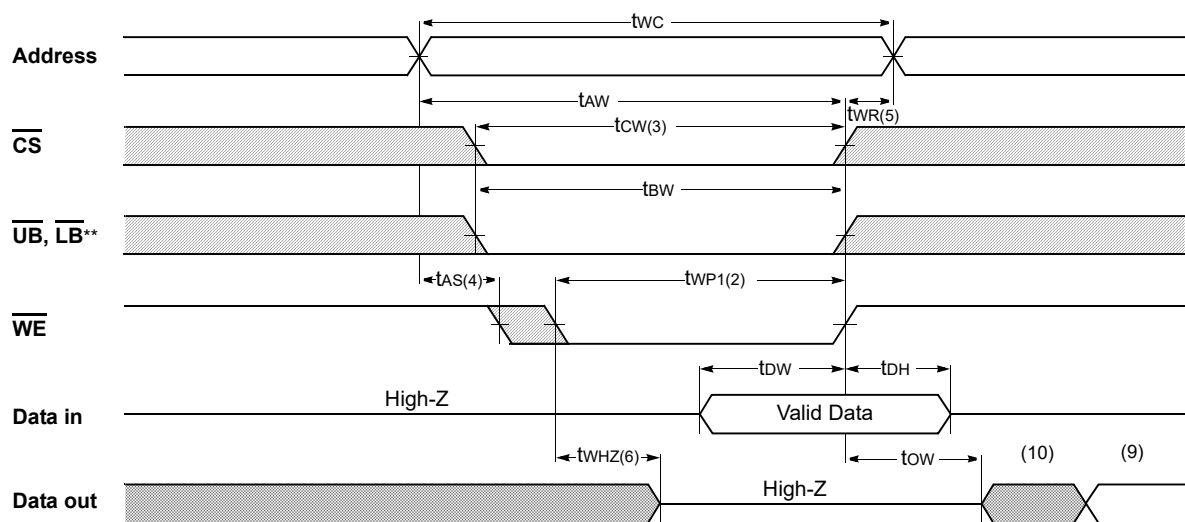 tWC
Address
tAW
tWR(5)
tCW(3)
CS
tBW
UB, LB**
tAS(4)
tWP1(2)
WE
tDW
tDH
High-Z
Valid Data
Data in
tWHZ(6)
tOW
(10)
(9)
High-Z
Data out